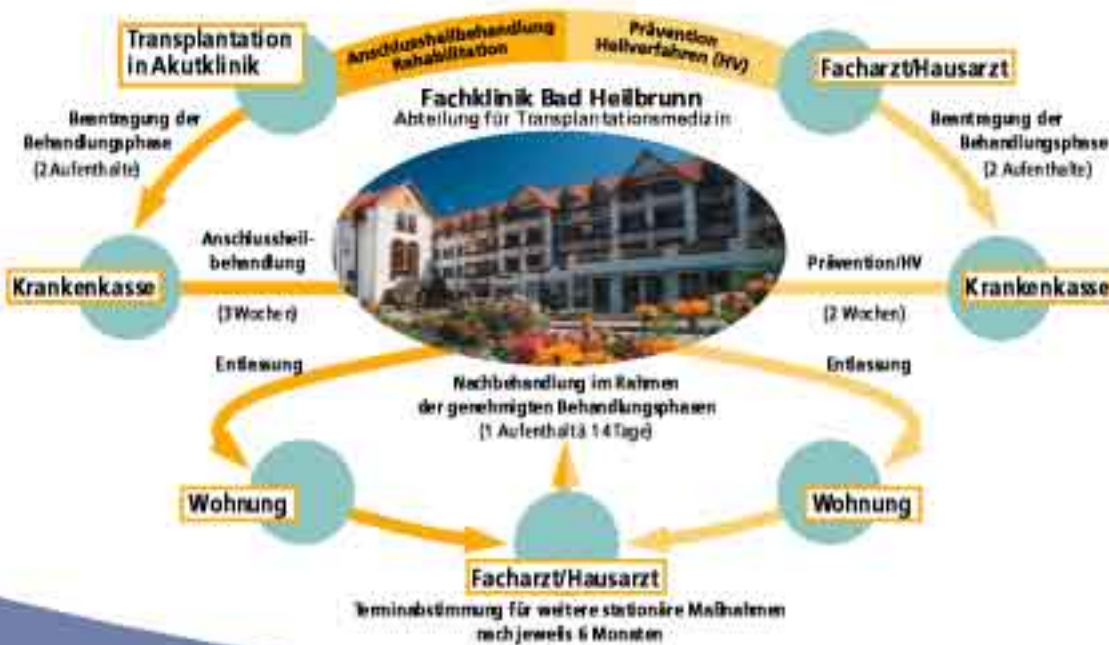 Anschlussheilbehandlung
Rehabilitation
Prävention
Heilverfahren (HV)
Transplantation
in Akutklinik
Facharzt/Hausarzt
Fachklinik Bad Heilbrunn
Abteilung für Transplantationsmedizin
Beantragung der
Behandlungsphase
(2 Aufenthalte)
Beantragung der
Behandlungsphase
(2 Aufenthalte)
Anschlussheil-
behandlung
(3 Wochen)
Krankenkasse
Prävention/HV
(2 Wochen)
Krankenkasse
Entlassung
Entlassung
Nachbehandlung im Rahmen
der genehmigten Behandlungsphasen
(1 Aufenthalt à 14 Tage)
Wohnung
Wohnung
Facharzt/Hausarzt
Terminabstimmung für weitere stationäre Maßnahmen
nach jeweils 6 Monaten